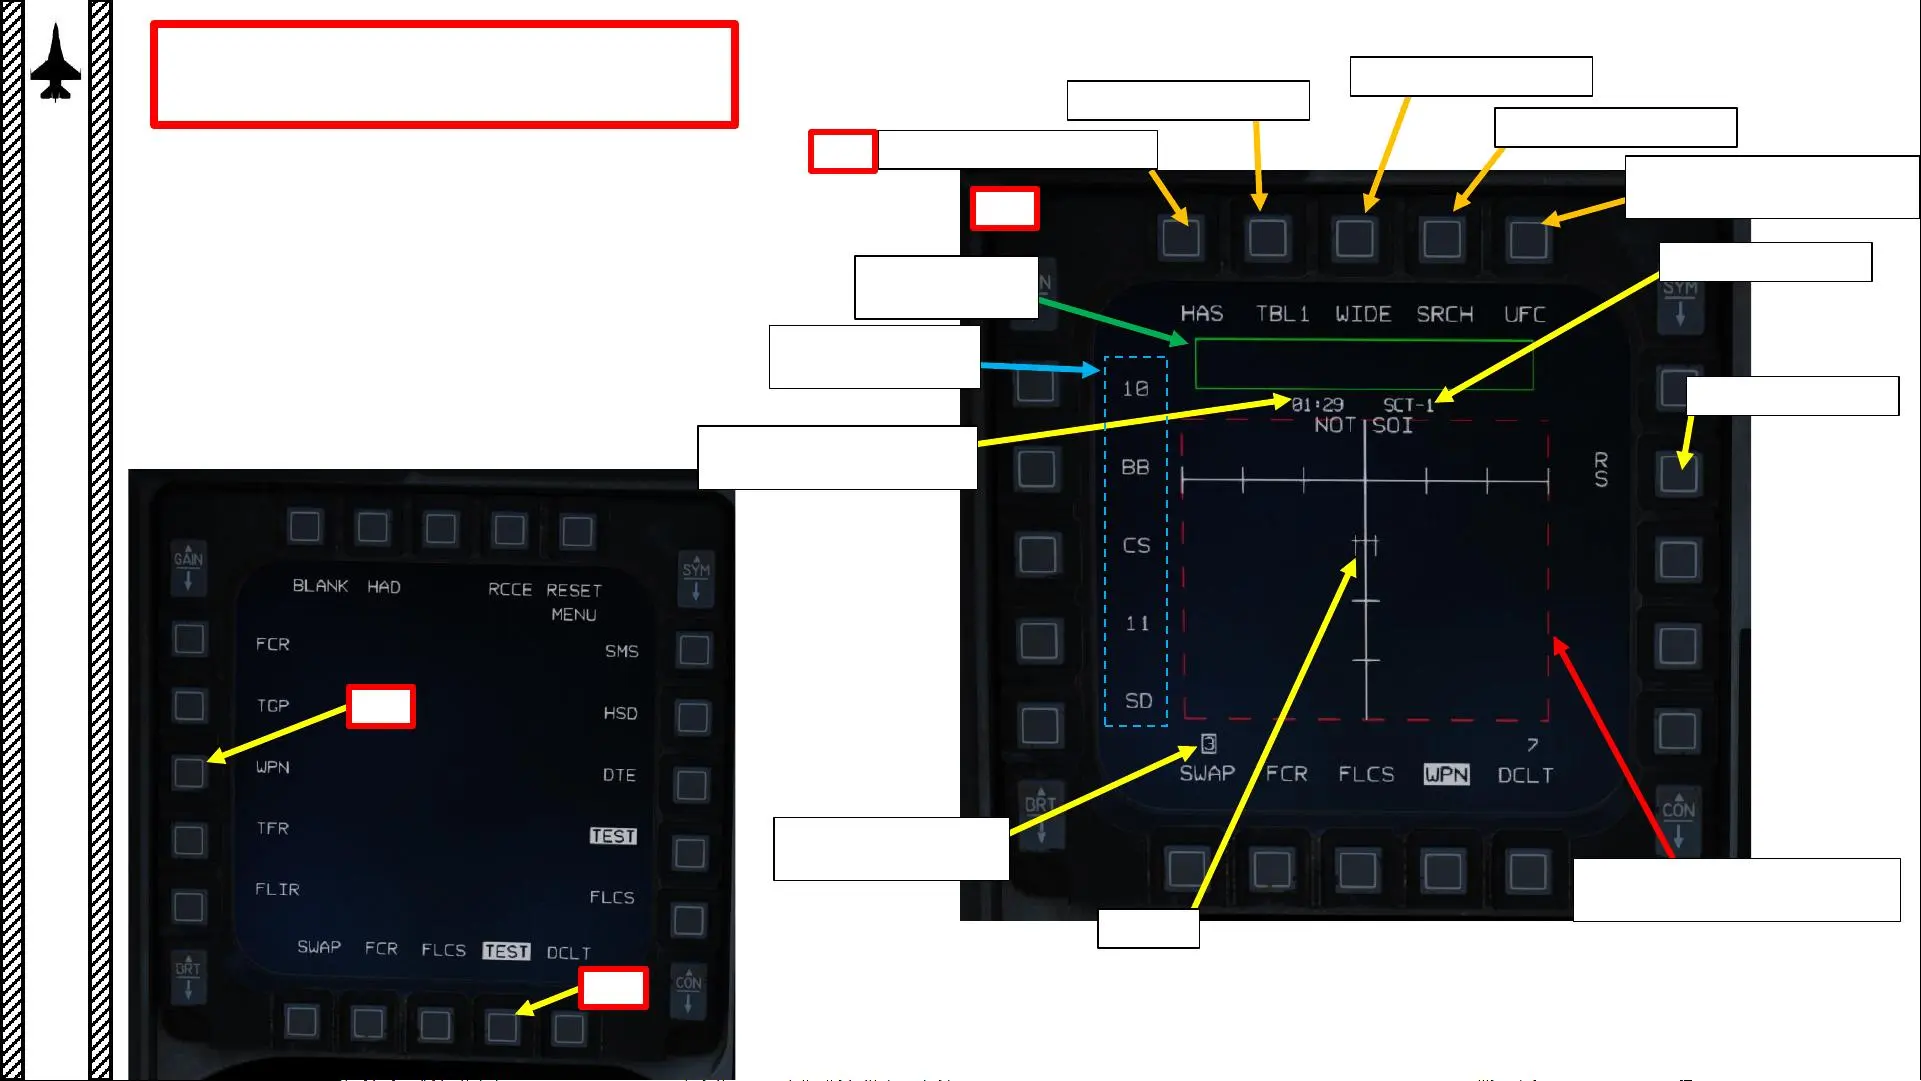 HAS TBL1 WIDE SRCH UFC
SYM
10
01:29 SCT-1
NOT SOI
BB
R
S
CS
11
SD
3
7
SWAP FCR FLCS WPN DCLT
BRT
CON
GAIN
SYM
BLANK HAD RCCE RESET
MENU
FCR
SMS
TGP
HSD
WPN
DTE
TFR
TEST
FLIR
FLCS
SWAP FCR FLCS TEST DCLT
BRT
CON